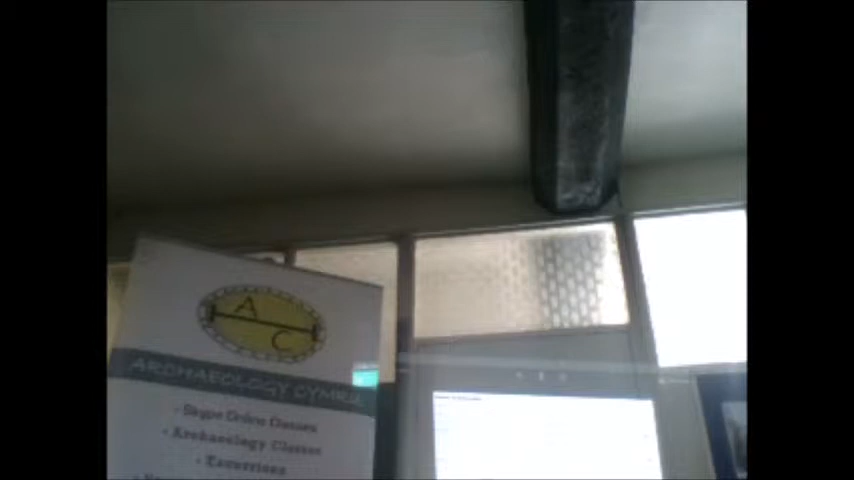 A
C
ARCHAEOLOGY CYMRU
- Skype Online Classes
- Archaeology Classes
- Excursions